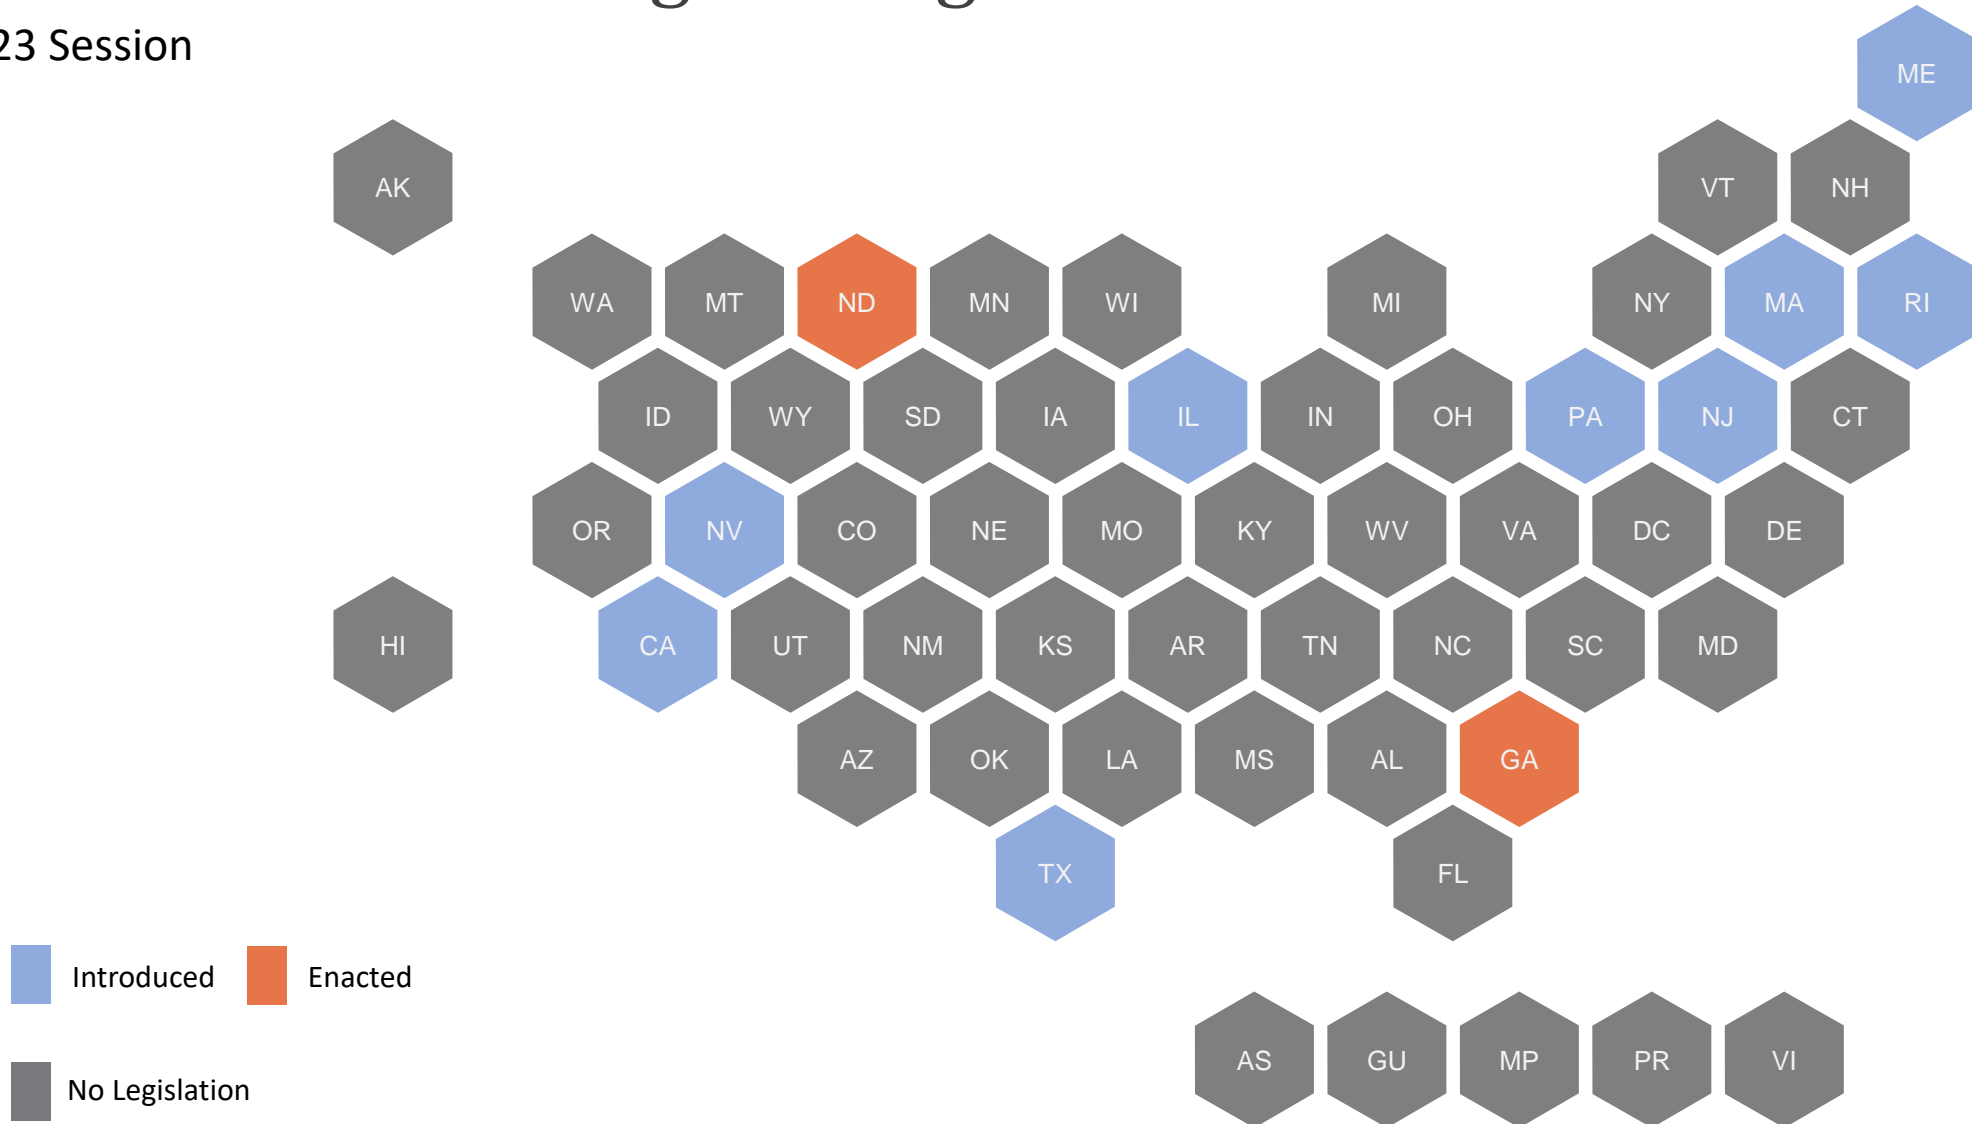 23 Session
ME
AK
VT NH
WA MT ND MN WI MI NY MA RI
ID WY SD IA IL IN OH PA NJ CT
OR NV CO NE MO KY WV VA DC DE
HI CA UT NM KS AR TN NC SC MD
AZ OK LA MS AL GA
TX FL
Introduced Enacted
AS GU MP PR VI
No Legislation